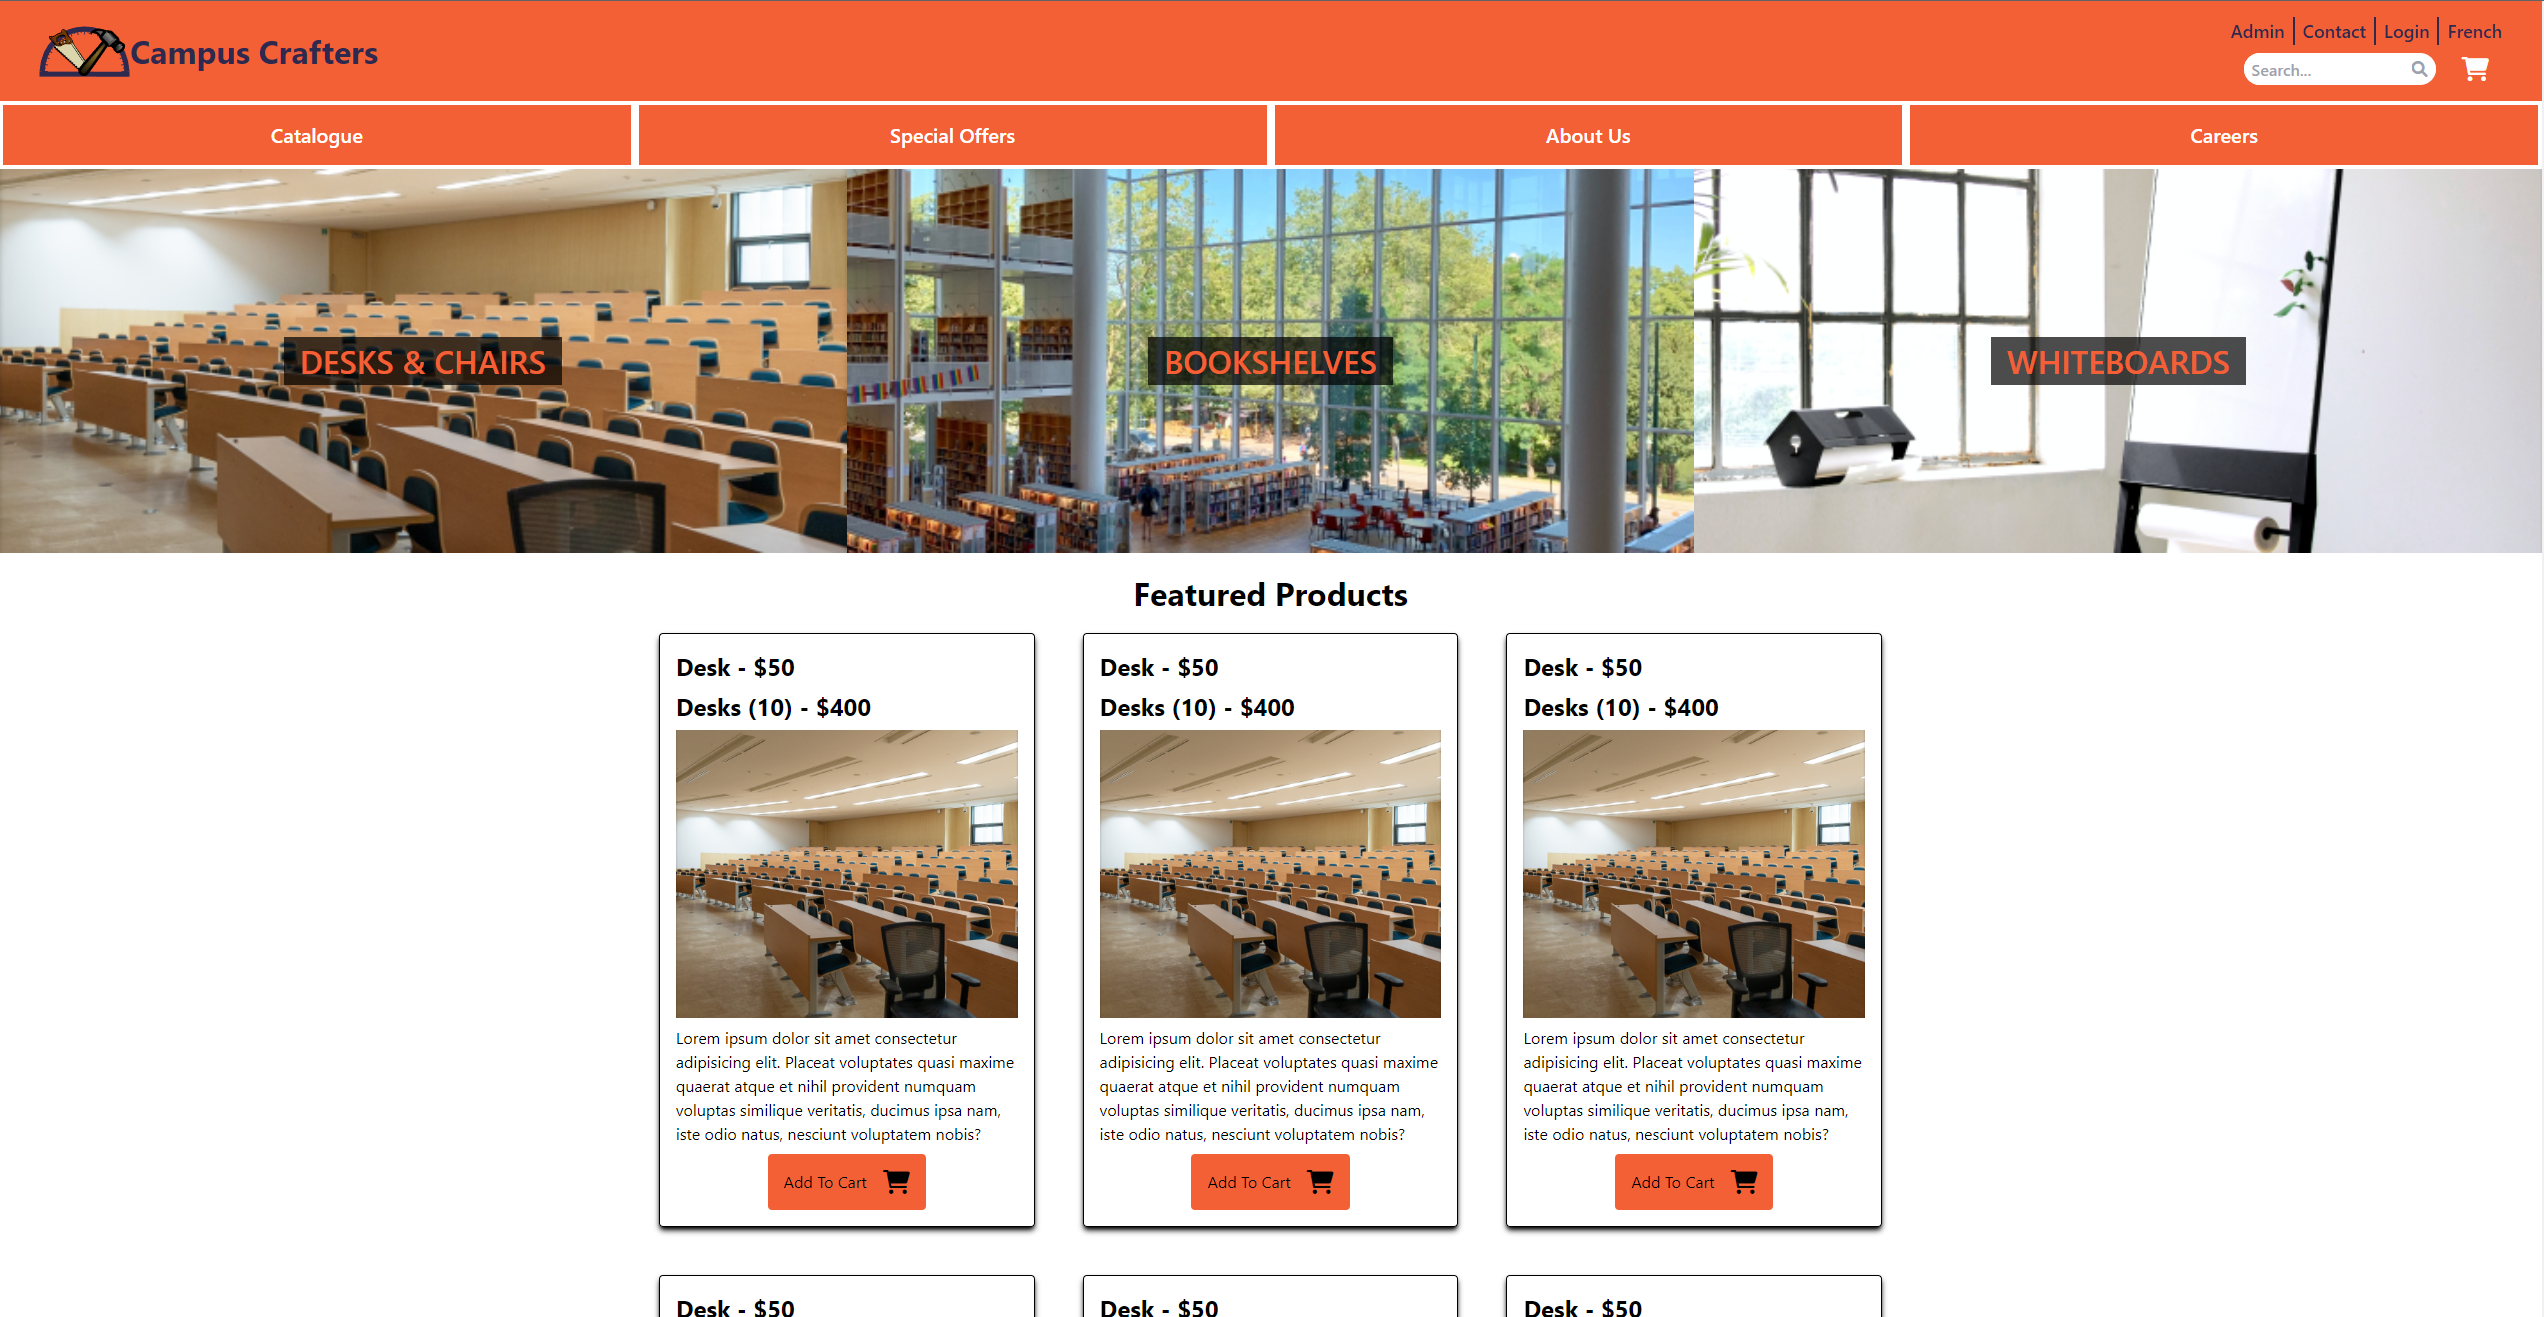 Campus Crafters
Admin Contact Login French
Search...
Catalogue Special Offers About Us Careers
DESKS & CHAIRS BOOKSHELVES WHITEBOARDS
Featured Products
Desk - $50
Desks (10) - $400
Lorem ipsum dolor sit amet consectetur
adipisicing elit. Placeat voluptates quasi maxime
quaerat atque et nihil provident numquam
voluptas similique veritatis, ducimus ipsa nam,
iste odio natus, nesciunt voluptatem nobis?
Add To Cart
Desk - $50
Desks (10) - $400
Lorem ipsum dolor sit amet consectetur
adipisicing elit. Placeat voluptates quasi maxime
quaerat atque et nihil provident numquam
voluptas similique veritatis, ducimus ipsa nam,
iste odio natus, nesciunt voluptatem nobis?
Add To Cart
Desk - $50
Desks (10) - $400
Lorem ipsum dolor sit amet consectetur
adipisicing elit. Placeat voluptates quasi maxime
quaerat atque et nihil provident numquam
voluptas similique veritatis, ducimus ipsa nam,
iste odio natus, nesciunt voluptatem nobis?
Add To Cart
Desk - $50
Desk - $50
Desk - $50